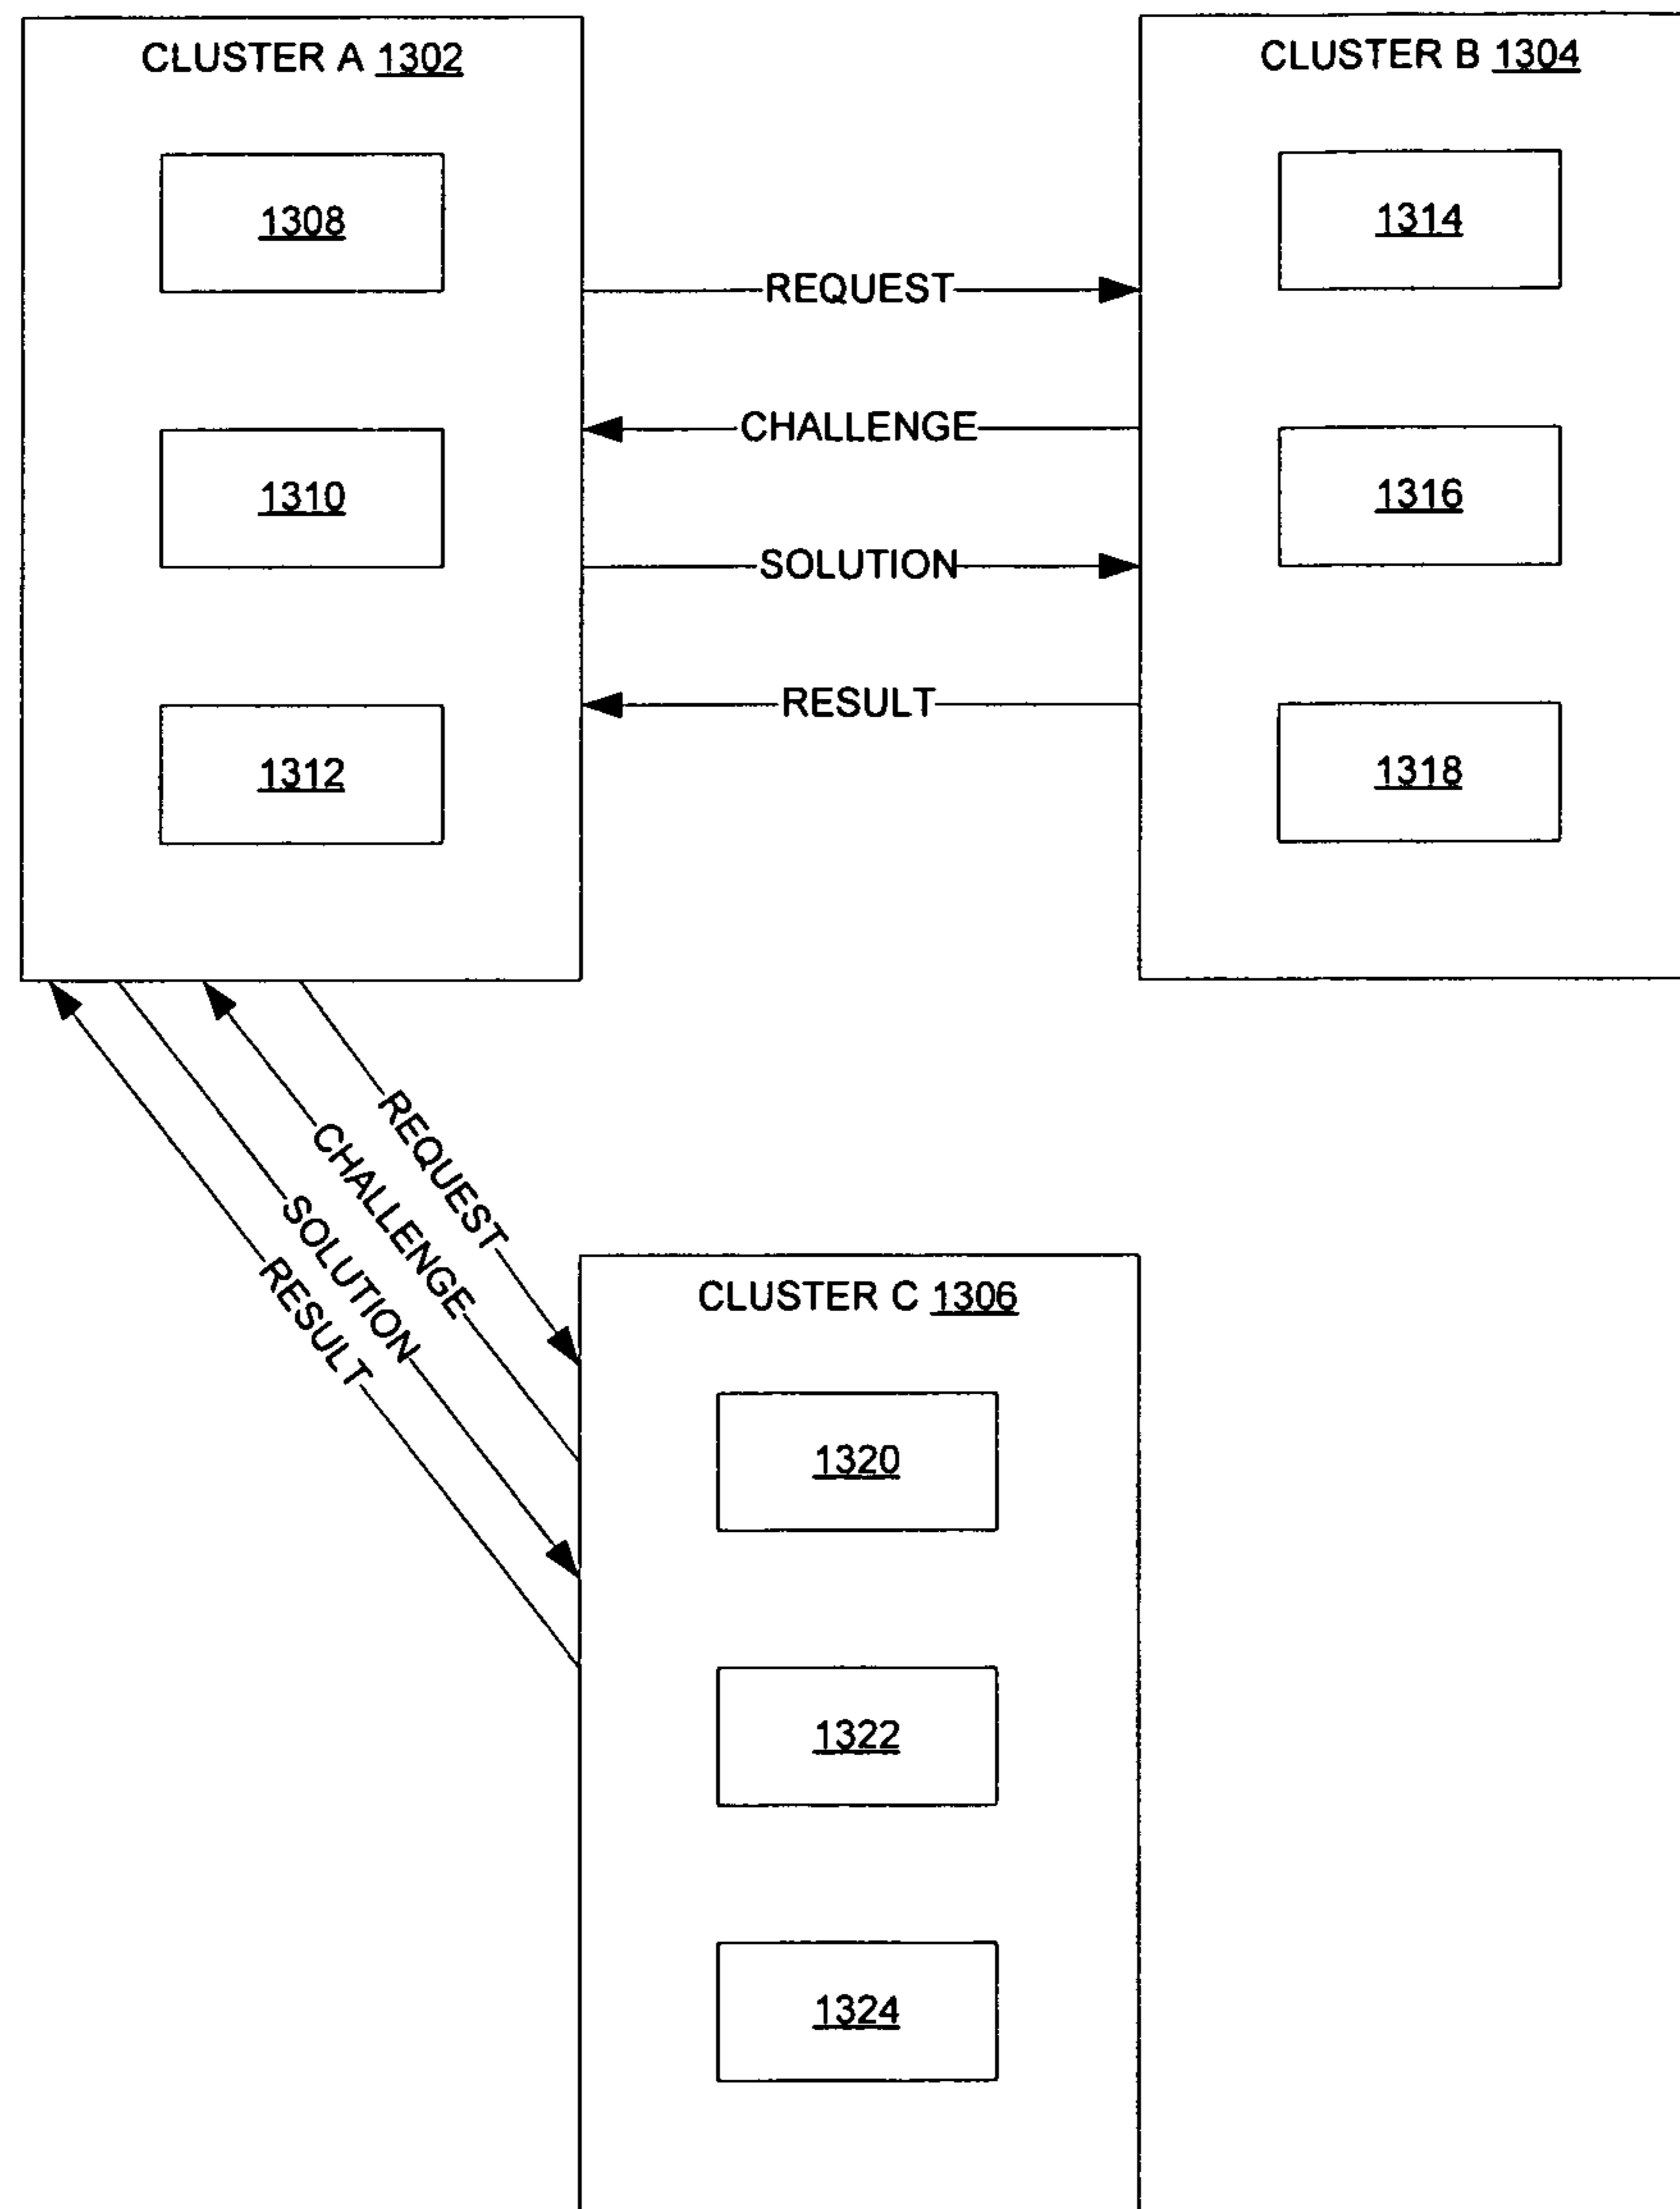 CLUSTER A 1302
1308
1310
1312
REQUEST
CHALLENGE
SOLUTION
RESULT
CLUSTER B 1304
1314
1316
1318
REQUEST
CHALLENGE
SOLUTION
RESULT
CLUSTER C 1306
1320
1322
1324